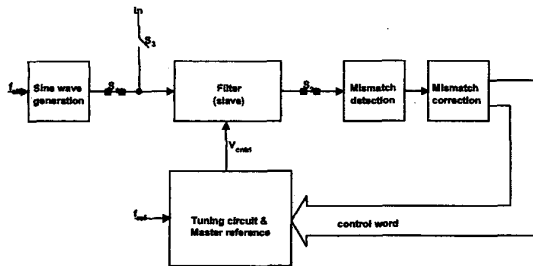 In
S3
Sine wave
generation
Filter
(slave)
Mismatch
detection
Mismatch
correction
Vcntrl
Tuning circuit &
Master reference
control word